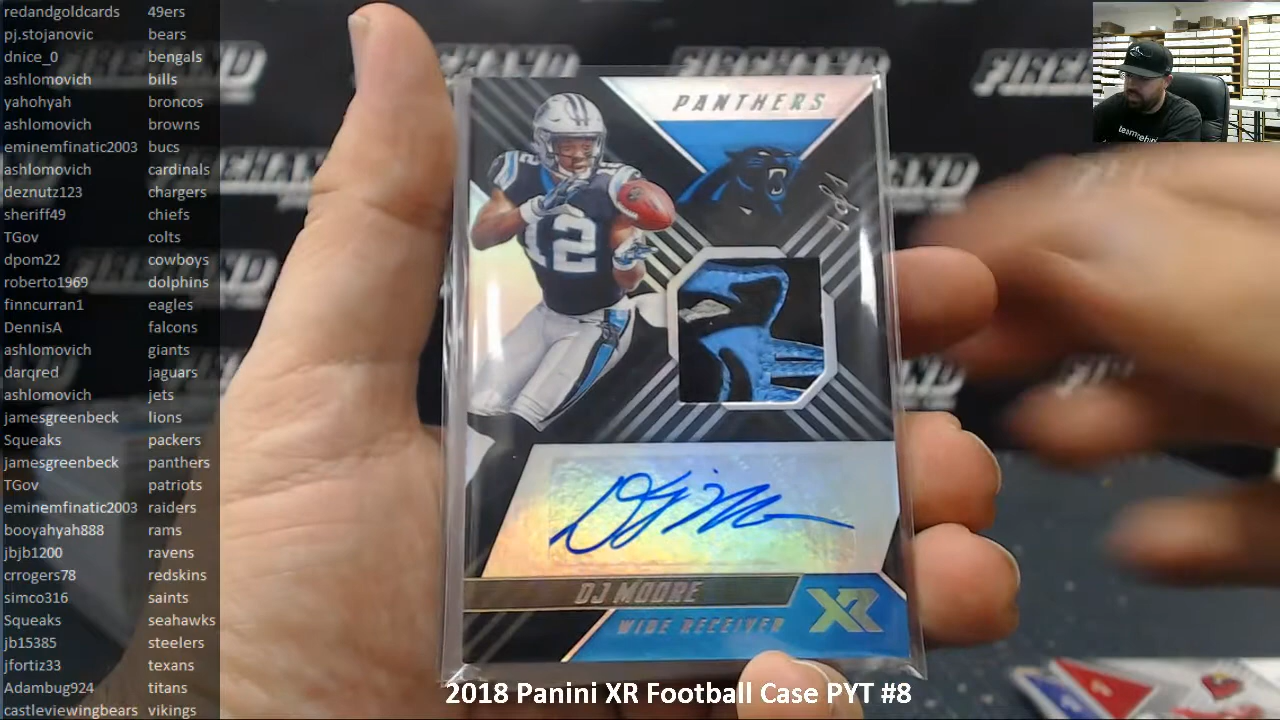 redandgoldcards 49ers
pj.stojanovic bears
dnice_0 bengals
ashlomovich bills
yahohyah broncos
ashlomovich browns
eminemfinatic2003 bucs
ashlomovich cardinals
deznutz123 chargers
sheriff49 chiefs
TGov colts
dpom22 cowboys
roberto1969 dolphins
finncurran1 eagles
DennisA falcons
ashlomovich giants
darqred jaguars
ashlomovich jets
jamesgreenbeck lions
Squeaks packers
jamesgreenbeck panthers
TGov patriots
eminemfinatic2003 raiders
booyahyah888 rams
jbjb1200 ravens
crrogers78 redskins
simco316 saints
Squeaks seahawks
jb15385 steelers
jfortiz33 texans
Adambug924 titans
castleviewingbears vikings
PANTHERS
12
12
DJ MOORE
WIDE RECEIVER
XR
FIREHAND
2018 Panini XR Football Case PYT #8